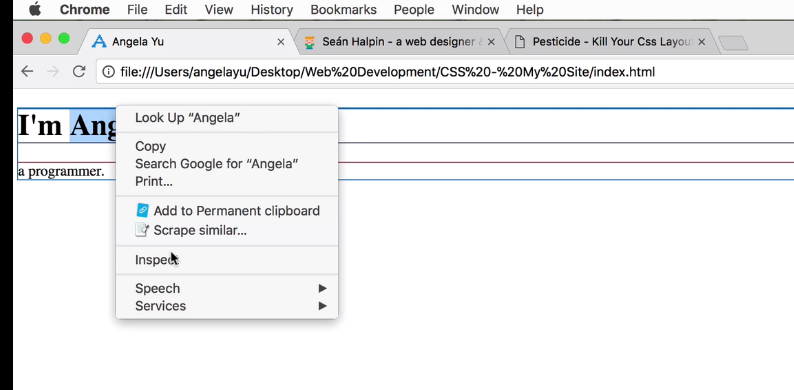 Chrome File Edit View History Bookmarks People Window Help
Angela Yu × Seán Halpin - a web designer × Pesticide - Kill Your Css Layou ×
file:///Users/angelayu/Desktop/Web%20Development/CSS%20-%20My%20Site/index.html
I'm Ang
a programmer.
Look Up “Angela”
Copy
Search Google for “Angela”
Print...
Add to Permanent clipboard
Scrape similar...
Inspect
Speech
Services